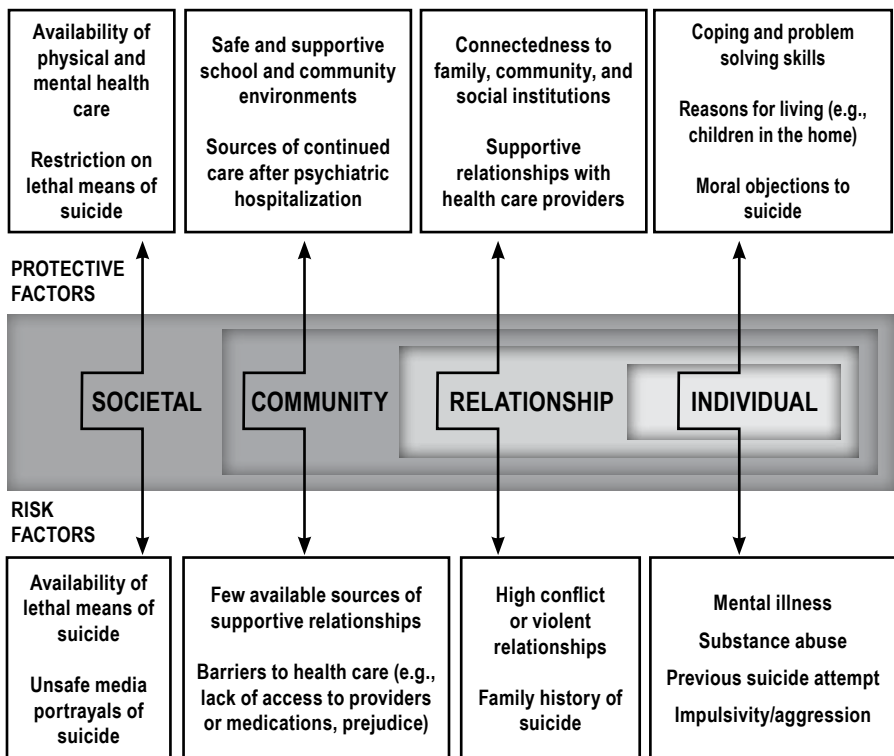 Availability of
physical and
mental health
care
Restriction on
lethal means of
suicide
Safe and supportive
school and community
environments
Sources of continued
care after psychiatric
hospitalization
Connectedness to
family, community, and
social institutions
Supportive
relationships with
health care providers
Coping and problem
solving skills
Reasons for living (e.g.,
children in the home)
Moral objections to
suicide
PROTECTIVE
FACTORS
SOCIETAL
COMMUNITY
RELATIONSHIP
INDIVIDUAL
RISK
FACTORS
Availability of
lethal means of
suicide
Unsafe media
portrayals of
suicide
Few available sources of
supportive relationships
Barriers to health care (e.g.,
lack of access to providers
or medications, prejudice)
High conflict
or violent
relationships
Family history of
suicide
Mental illness
Substance abuse
Previous suicide attempt
Impulsivity/aggression